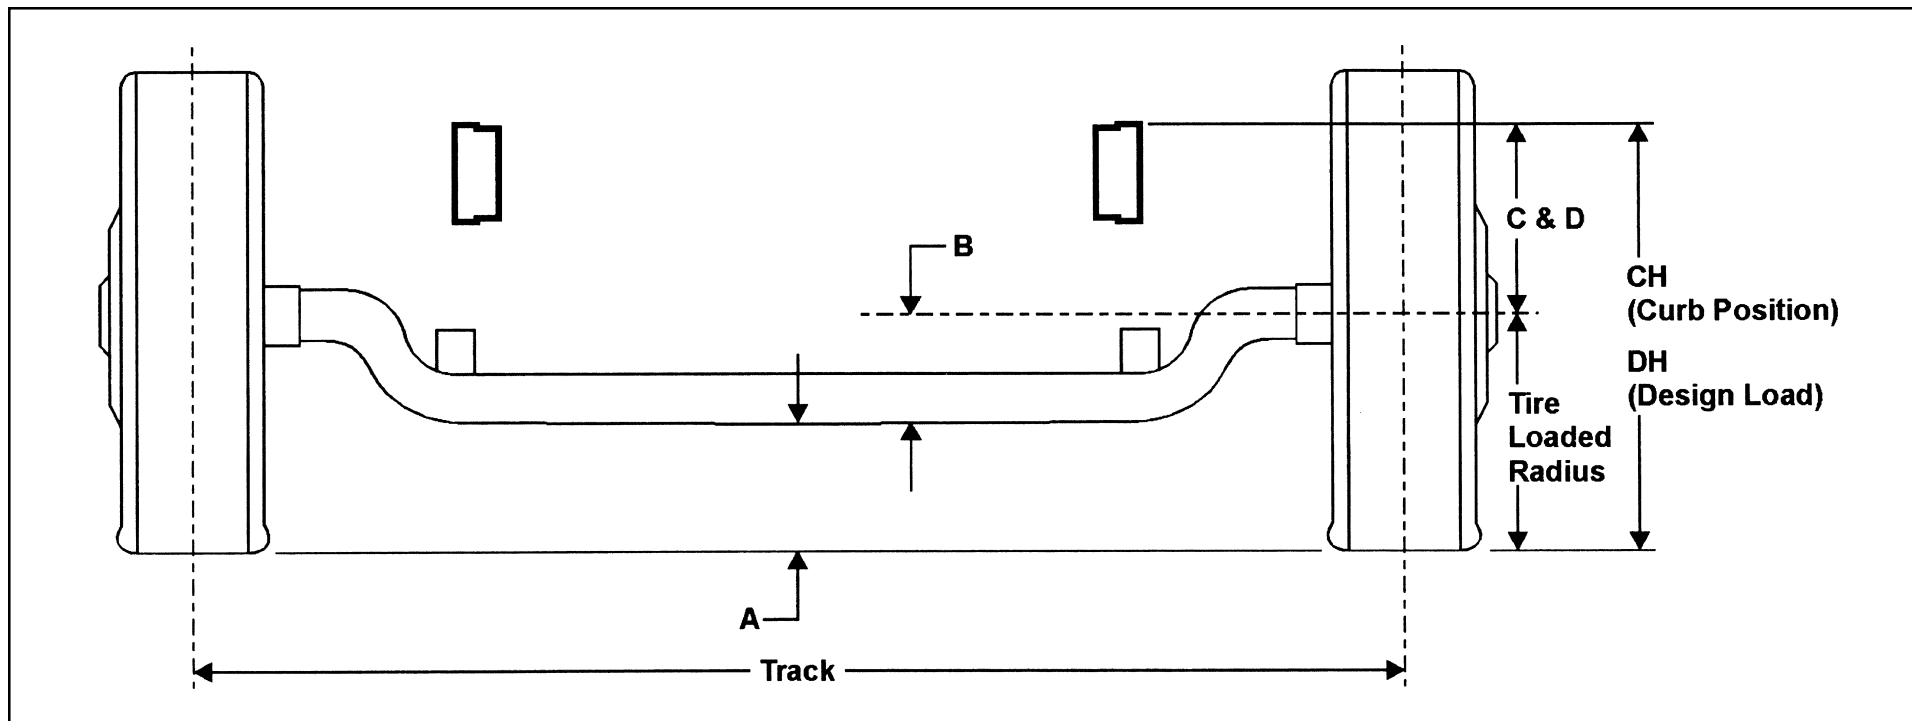 B
C & D
CH
(Curb Position)
DH
(Design Load)
Tire
Loaded
Radius
A
Track